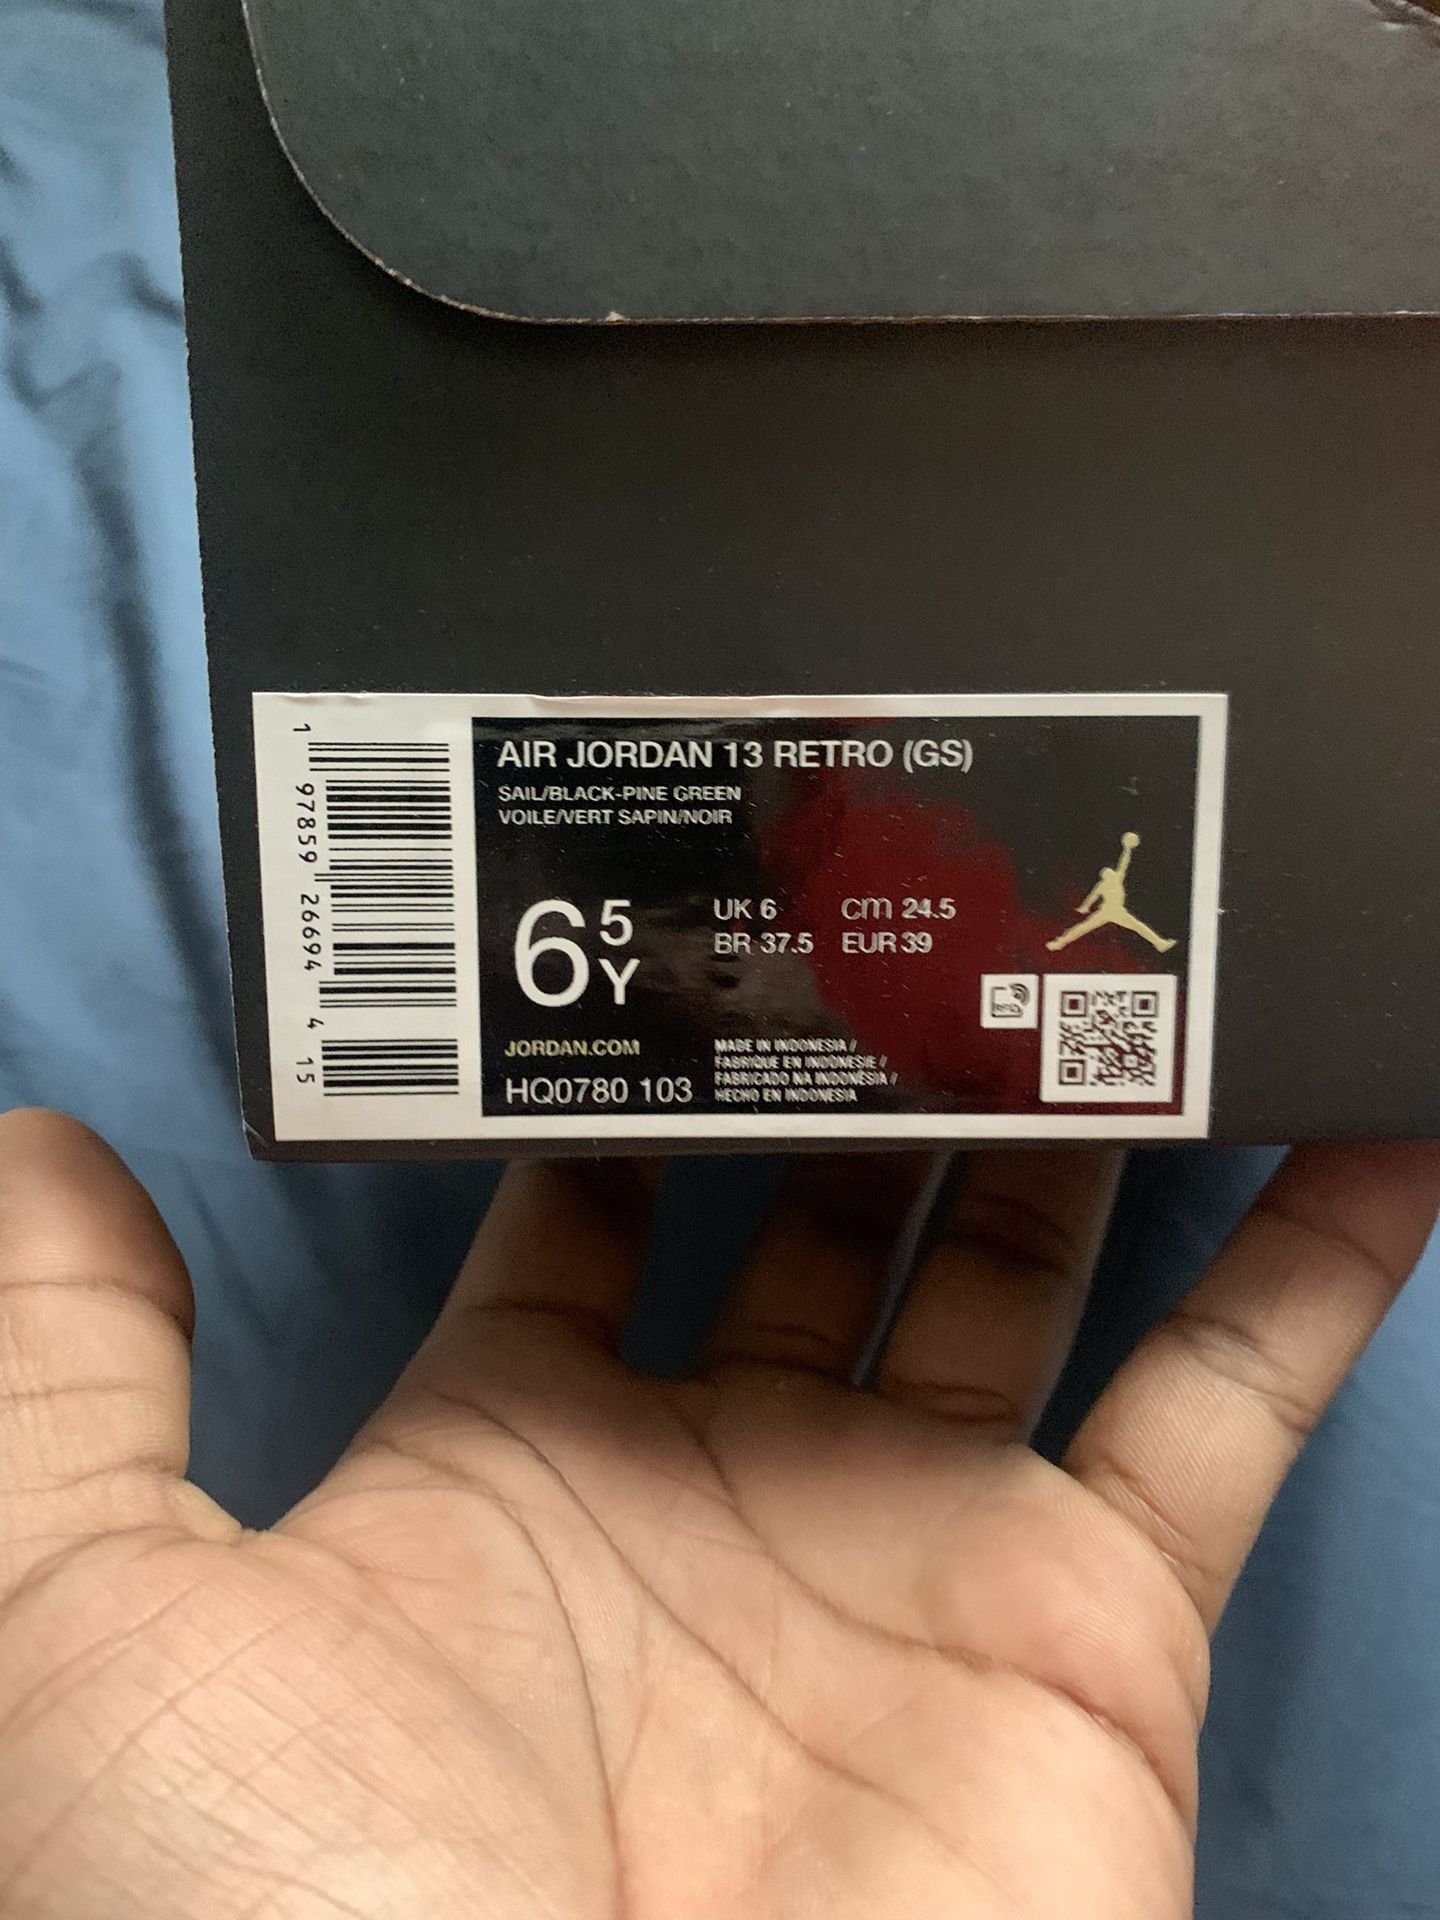 AIR JORDAN 13 RETRO (GS)
SAIL/BLACK-PINE GREEN
VOILE/VERT SAPIN/NOIR
6 5 Y
UK 6 cm 24.5
BR 37.5 EUR 39
JORDAN.COM
HQ0780 103
MADE IN INDONESIA /
FABRIQUE EN INDONESIE /
FABRICADO NA INDONÉSIA /
HECHO EN INDONESIA
RFID
1 97859 26694 4 15